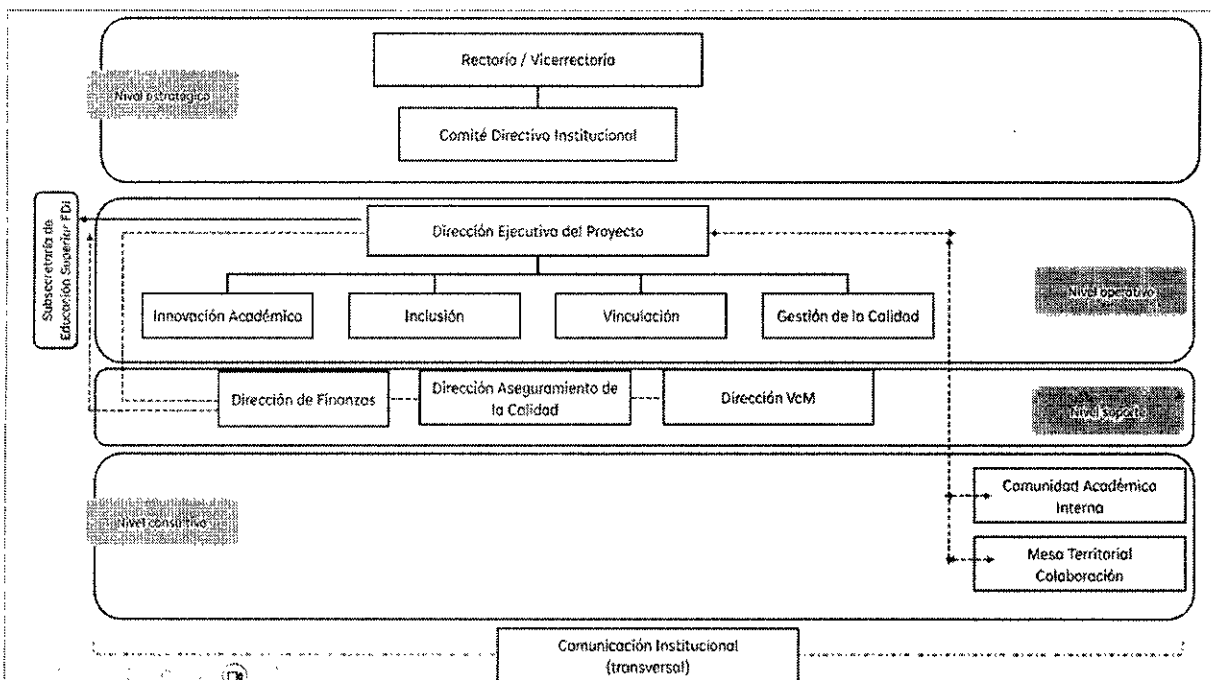 Rectoría / Vicerrectoría
Nivel estratégico
Comité Directivo Institucional
Subsecretaría de
Educación Superior FDI
Dirección Ejecutiva del Proyecto
Nivel operativo
Innovación Académica
Inclusión
Vinculación
Gestión de la Calidad
Dirección de Finanzas
Dirección Aseguramiento de
la Calidad
Dirección VcM
Nivel soporte
Comunidad Académica
Interna
Nivel consultivo
Mesa Territorial
Colaboración
Comunicación Institucional
(transversal)